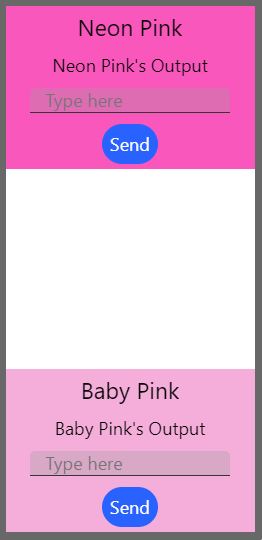 Neon Pink
Neon Pink's Output
Type here
Send
Baby Pink
Baby Pink's Output
Type here
Send